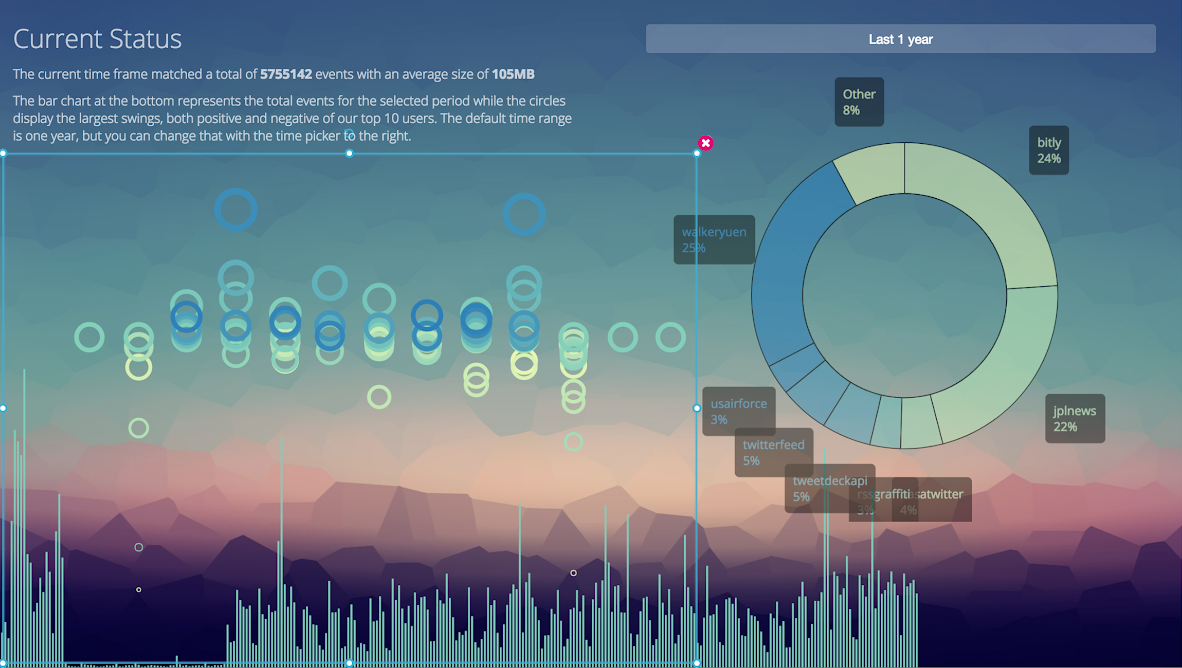 Current Status
Last 1 year
The current time frame matched a total of 5755142 events with an average size of 105MB
The bar chart at the bottom represents the total events for the selected period while the circles
display the largest swings, both positive and negative of our top 10 users. The default time range
is one year, but you can change that with the time picker to the right.
Other
8%
bitly
24%
walkeryuen
25%
usairforce
3%
jplnews
22%
twitterfeed
5%
tweetdeckapi
5%
rssgraffiti
3%
4%